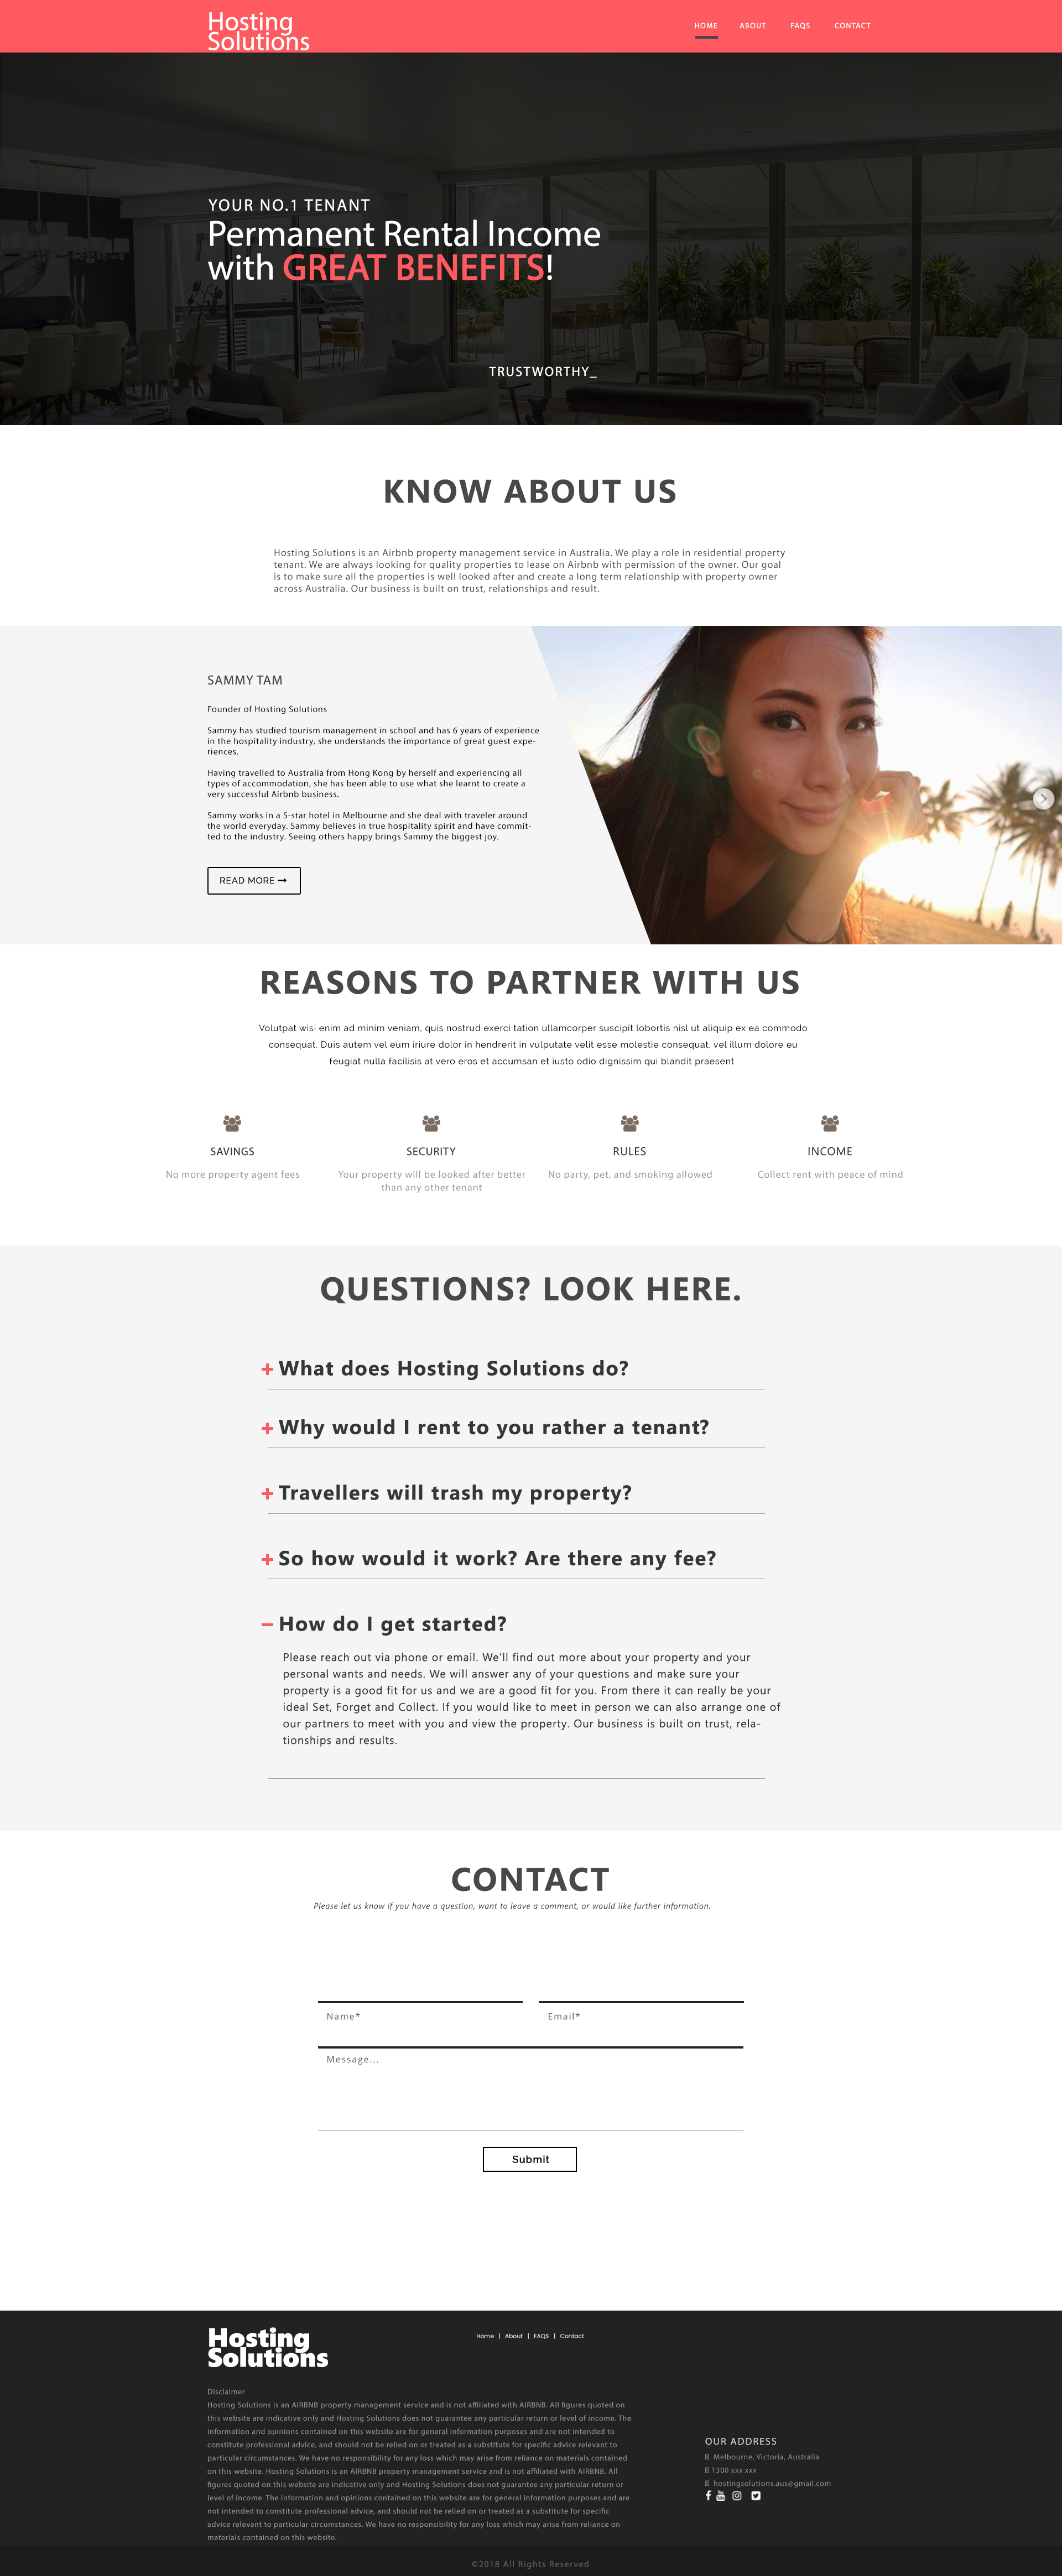 Hosting
Solutions
HOME ABOUT FAQS CONTACT
YOUR NO.1 TENANT
Permanent Rental Income
with GREAT BENEFITS!
TRUSTWORTHY_
KNOW ABOUT US
Hosting Solutions is an Airbnb property management service in Australia. We play a role in residential property
tenant. We are always looking for quality properties to lease on Airbnb with permission of the owner. Our goal
is to make sure all the properties is well looked after and create a long term relationship with property owner
across Australia. Our business is built on trust, relationships and result.
SAMMY TAM
Founder of Hosting Solutions
Sammy has studied tourism management in school and has 6 years of experience
in the hospitality industry, she understands the importance of great guest expe-
riences.
Having travelled to Australia from Hong Kong by herself and experiencing all
types of accommodation, she has been able to use what she learnt to create a
very successful Airbnb business.
Sammy works in a 5-star hotel in Melbourne and she deal with traveler around
the world everyday. Sammy believes in true hospitality spirit and have commit-
ted to the industry. Seeing others happy brings Sammy the biggest joy.
READ MORE
REASONS TO PARTNER WITH US
Volutpat wisi enim ad minim veniam, quis nostrud exerci tation ullamcorper suscipit lobortis nisl ut aliquip ex ea commodo
consequat. Duis autem vel eum iriure dolor in hendrerit in vulputate velit esse molestie consequat, vel illum dolore eu
feugiat nulla facilisis at vero eros et accumsan et iusto odio dignissim qui blandit praesent
SAVINGS
No more property agent fees
SECURITY
Your property will be looked after better
than any other tenant
RULES
No party, pet, and smoking allowed
INCOME
Collect rent with peace of mind
QUESTIONS? LOOK HERE.
+ What does Hosting Solutions do?
+ Why would I rent to you rather a tenant?
+ Travellers will trash my property?
+ So how would it work? Are there any fee?
– How do I get started?
Please reach out via phone or email. We'll find out more about your property and your
personal wants and needs. We will answer any of your questions and make sure your
property is a good fit for us and we are a good fit for you. From there it can really be your
ideal Set, Forget and Collect. If you would like to meet in person we can also arrange one of
our partners to meet with you and view the property. Our business is built on trust, rela-
tionships and results.
CONTACT
Please let us know if you have a question, want to leave a comment, or would like further information.
Name* Email*
Message...
Submit
Hosting
Solutions
Home | About | FAQS | Contact
Disclaimer
Hosting Solutions is an AIRBNB property management service and is not affiliated with AIRBNB. All figures quoted on
this website are indicative only and Hosting Solutions does not guarantee any particular return or level of income. The
information and opinions contained on this website are for general information purposes and are not intended to
constitute professional advice, and should not be relied on or treated as a substitute for specific advice relevant to
particular circumstances. We have no responsibility for any loss which may arise from reliance on materials contained
on this website. Hosting Solutions is an AIRBNB property management service and is not affiliated with AIRBNB. All
figures quoted on this website are indicative only and Hosting Solutions does not guarantee any particular return or
level of income. The information and opinions contained on this website are for general information purposes and are
not intended to constitute professional advice, and should not be relied on or treated as a substitute for specific
advice relevant to particular circumstances. We have no responsibility for any loss which may arise from reliance on
materials contained on this website.
OUR ADDRESS
Melbourne, Victoria, Australia
1300 xxx xxx
hostingsolutions.aus@gmail.com
©2018 All Rights Reserved